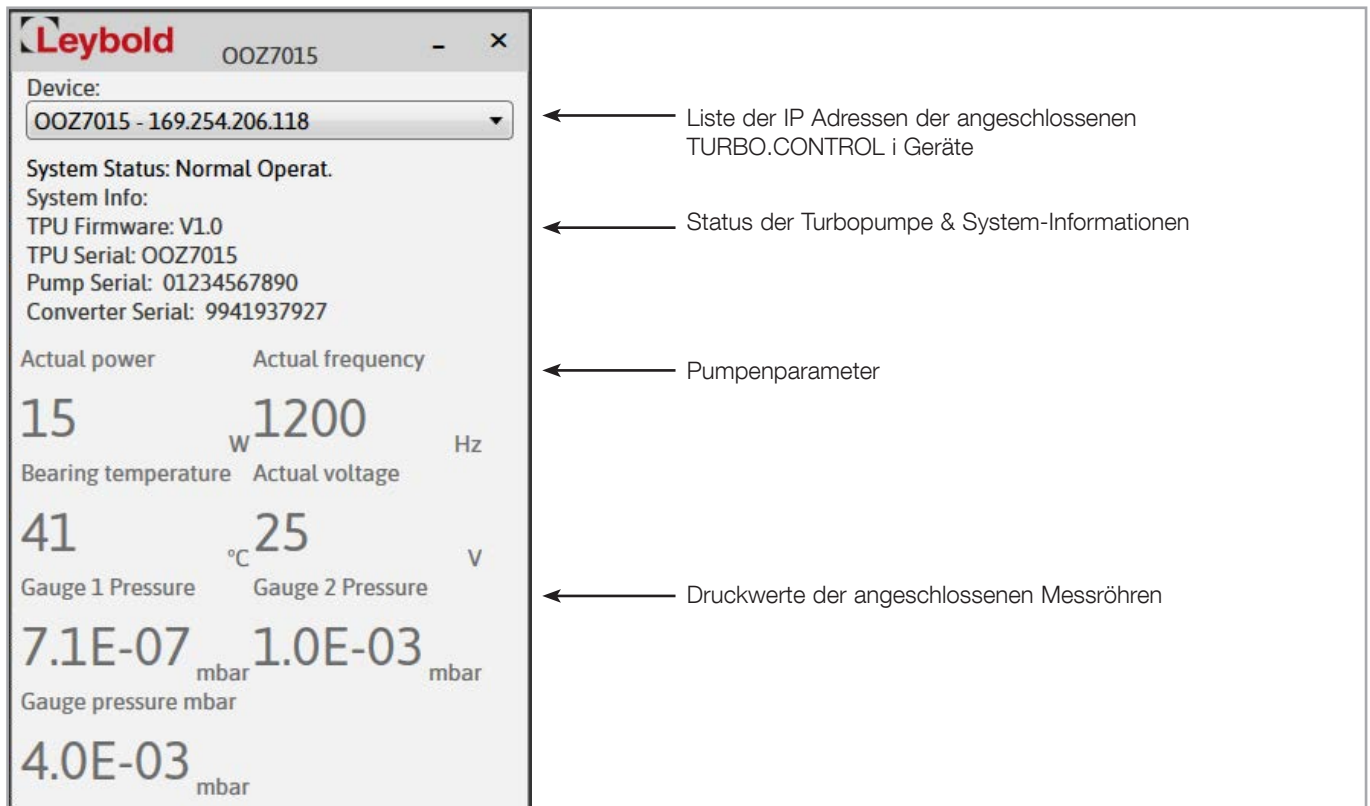 Leybold
OOZ7015
Device:
OOZ7015 - 169.254.206.118
Liste der IP Adressen der angeschlossenen
TURBO.CONTROL i Geräte
System Status: Normal Operat.
System Info:
TPU Firmware: V1.0
TPU Serial: OOZ7015
Pump Serial: 01234567890
Converter Serial: 9941937927
Status der Turbopumpe & System-Informationen
Actual power Actual frequency
15 W 1200 Hz
Pumpenparameter
Bearing temperature Actual voltage
41 °C 25 V
Gauge 1 Pressure Gauge 2 Pressure
7.1E-07 mbar 1.0E-03 mbar
Druckwerte der angeschlossenen Messröhren
Gauge pressure mbar
4.0E-03 mbar